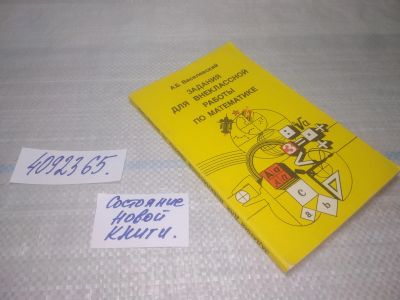 А.Б. Василевский
ЗАДАНИЯ
ДЛЯ ВНЕКЛАССНОЙ
РАБОТЫ
ПО МАТЕМАТИКЕ
4092365.
Состояние
новой
книги.